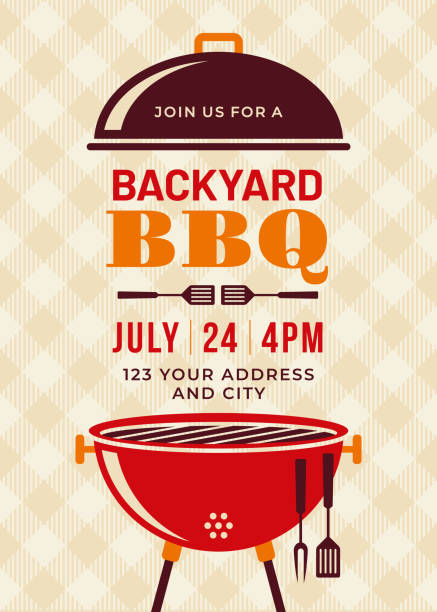 JOIN US FOR A
BACKYARD
BBQ
JULY 24 4PM
123 YOUR ADDRESS
AND CITY